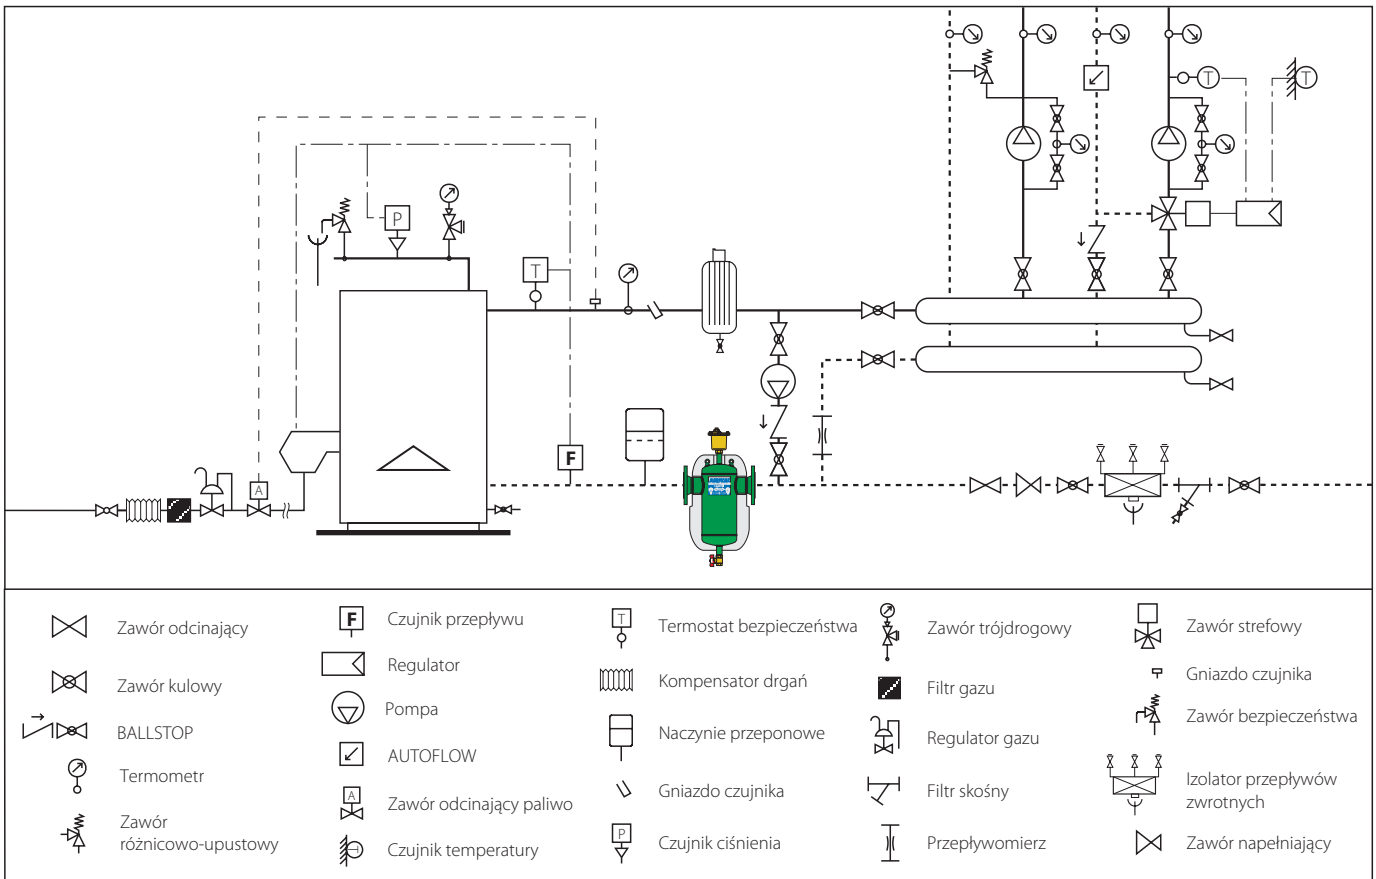 T
T
P
T
F
A
Zawór odcinający
Zawór kulowy
BALLSTOP
Termometr
Zawór
różnicowo-upustowy
F
Czujnik przepływu
Regulator
Pompa
AUTOFLOW
A
Zawór odcinający paliwo
Czujnik temperatury
T
Termostat bezpieczeństwa
Kompensator drgań
Naczynie przeponowe
Gniazdo czujnika
P
Czujnik ciśnienia
Zawór trójdrogowy
Filtr gazu
Regulator gazu
Filtr skośny
Przepływomierz
Zawór strefowy
Gniazdo czujnika
Zawór bezpieczeństwa
Izolator przepływów
zwrotnych
Zawór napełniający